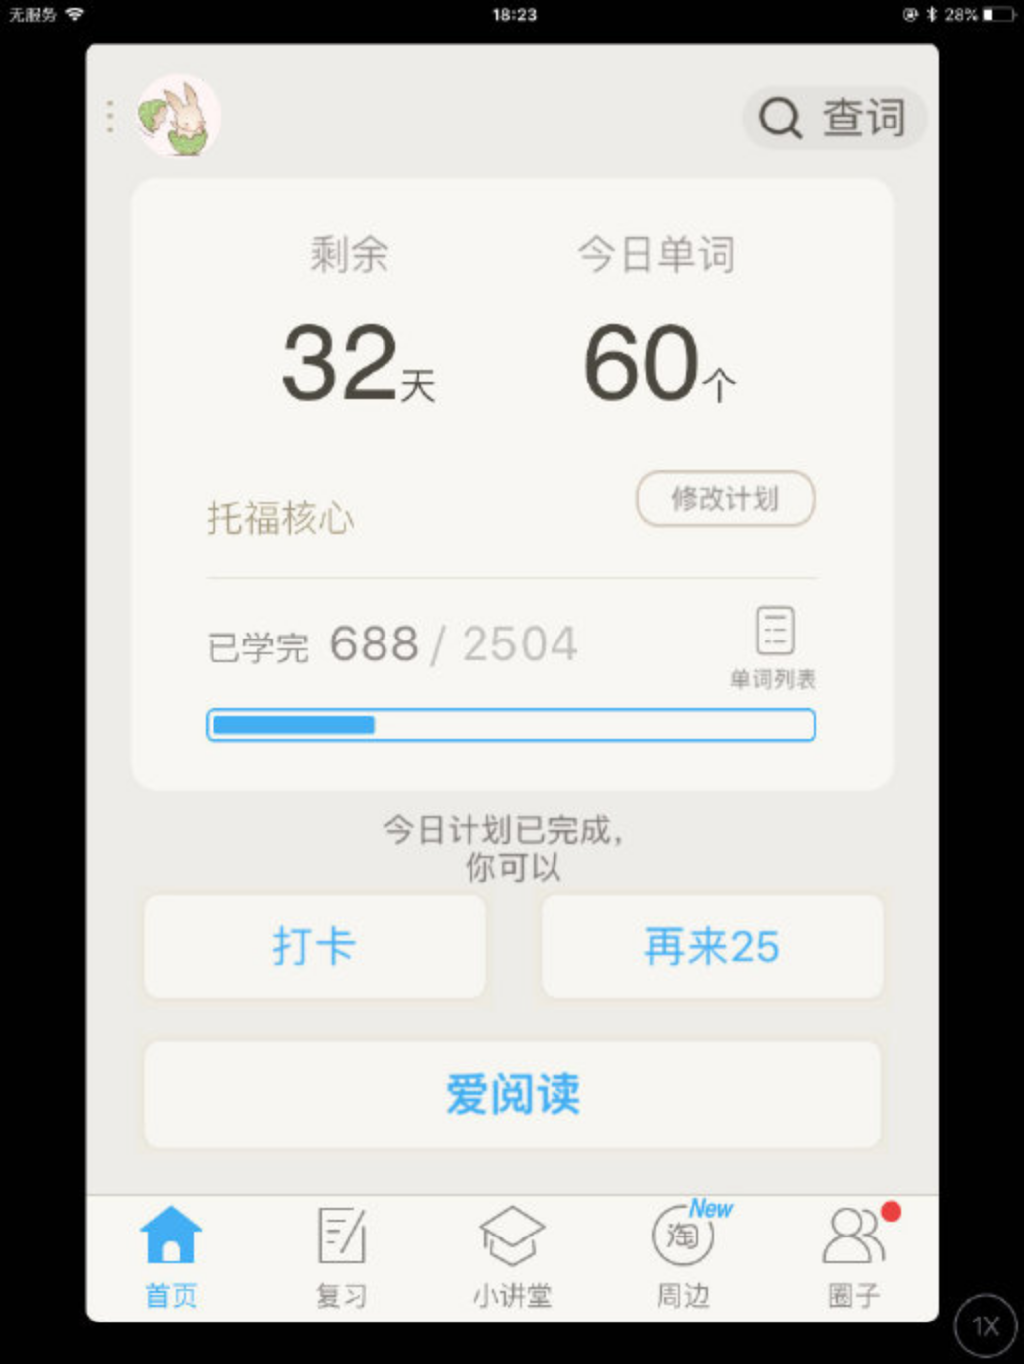 无服务 18:23 28%
查词
剩余 今日单词
32天 60个
托福核心 修改计划
已学完 688 / 2504
单词列表
今日计划已完成，
你可以
打卡 再来25
爱阅读
New
淘
首页 复习 小讲堂 周边 圈子
1X